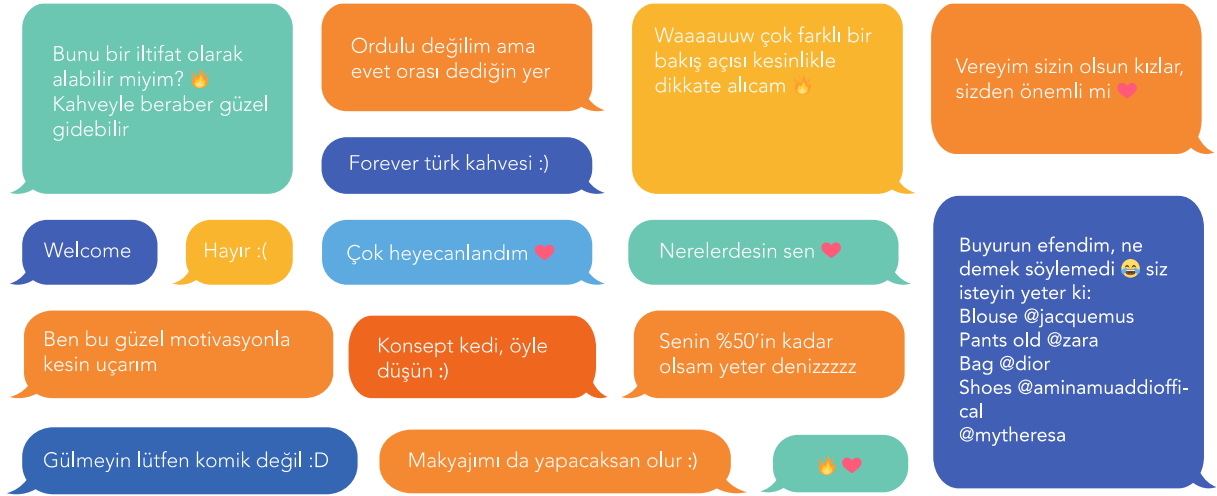 Bunu bir iltifat olarak
alabilir miyim? 🔥
Kahveyle beraber güzel
gidebilir
Ordulu değilim ama
evet orası dediğin yer
Waaaauuw çok farklı bir
bakış açısı kesinlikle
dikkate alıcam 🔥
Vereyim sizin olsun kızlar,
sizden önemli mi ❤
Forever türk kahvesi :)
Welcome
Hayır :(
Çok heyecanlandım ❤
Nerelerdesin sen ❤
Buyurun efendim, ne
demek söylemedi 😂 siz
isteyin yeter ki:
Blouse @jacquemus
Pants old @zara
Bag @dior
Shoes @aminamuaddioffi-
cal
@mytheresa
Ben bu güzel motivasyonla
kesin uçarım
Konsept kedi, öyle
düşün :)
Senin %50’in kadar
olsam yeter denizzzzz
Gülmeyin lütfen komik değil :D
Makyajımı da yapacaksan olur :)
🔥 ❤